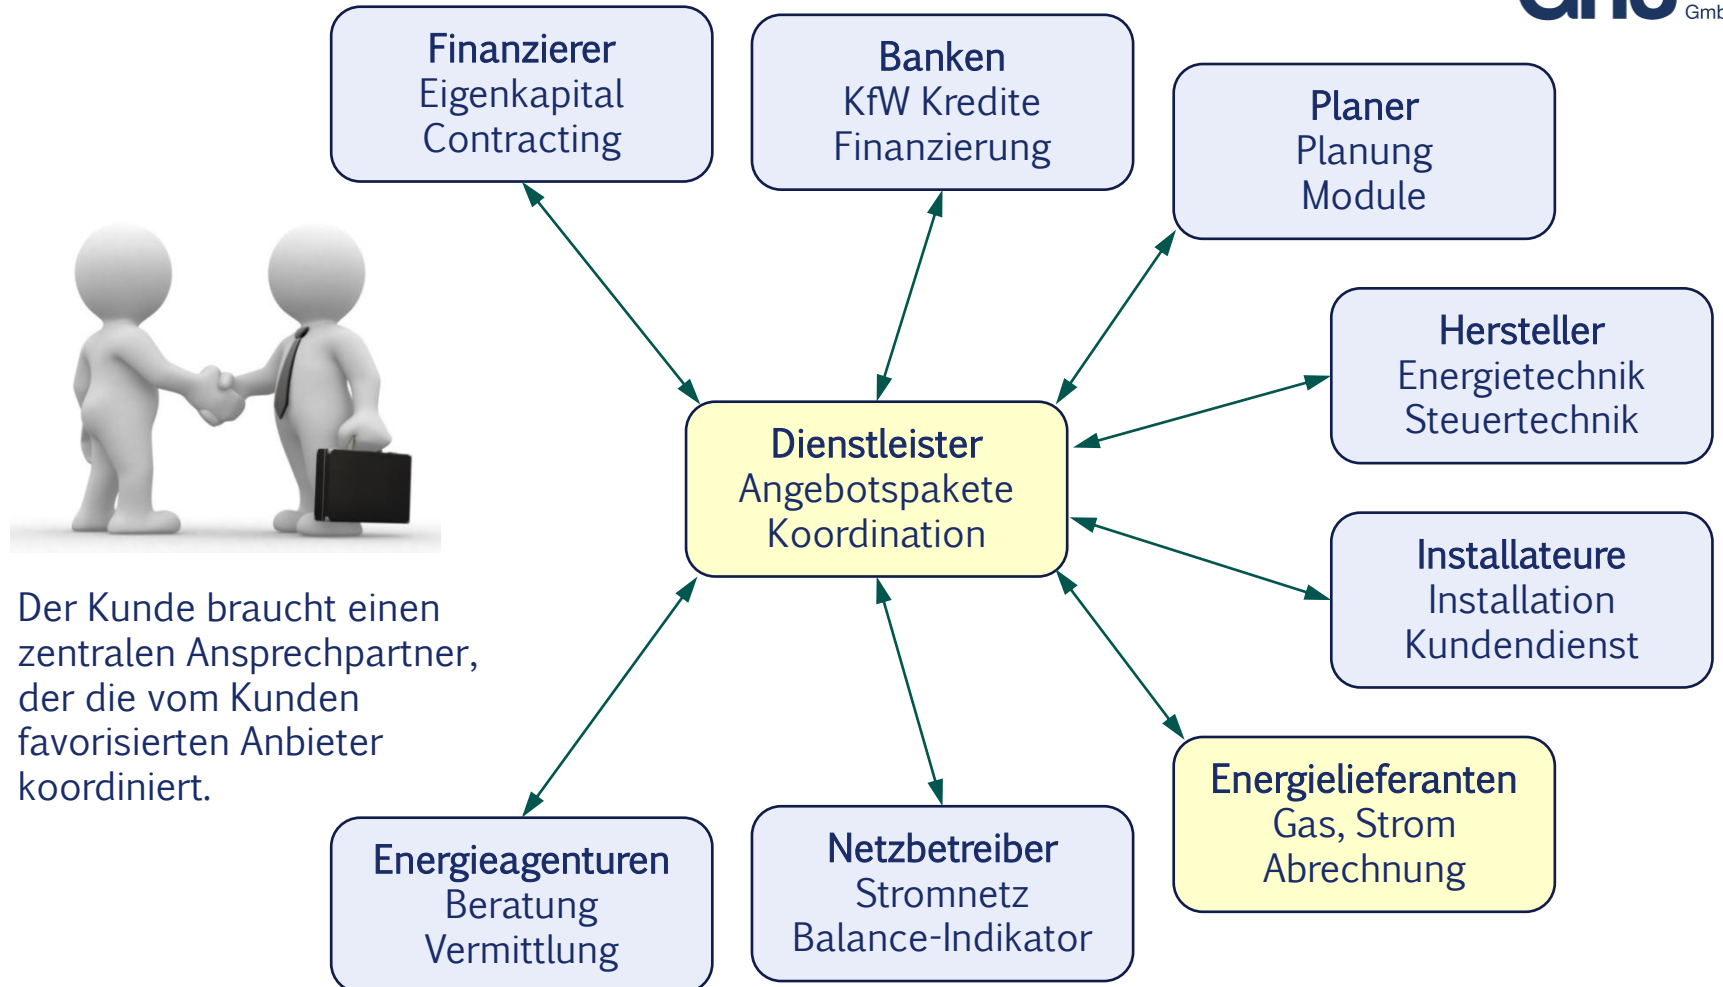 Finanzierer
Eigenkapital
Contracting
Banken
KfW Kredite
Finanzierung
Planer
Planung
Module
Hersteller
Energietechnik
Steuertechnik
Dienstleister
Angebotspakete
Koordination
Installateure
Installation
Kundendienst
Der Kunde braucht einen
zentralen Ansprechpartner,
der die vom Kunden
favorisierten Anbieter
koordiniert.
Energielieferanten
Gas, Strom
Abrechnung
Energieagenturen
Beratung
Vermittlung
Netzbetreiber
Stromnetz
Balance-Indikator